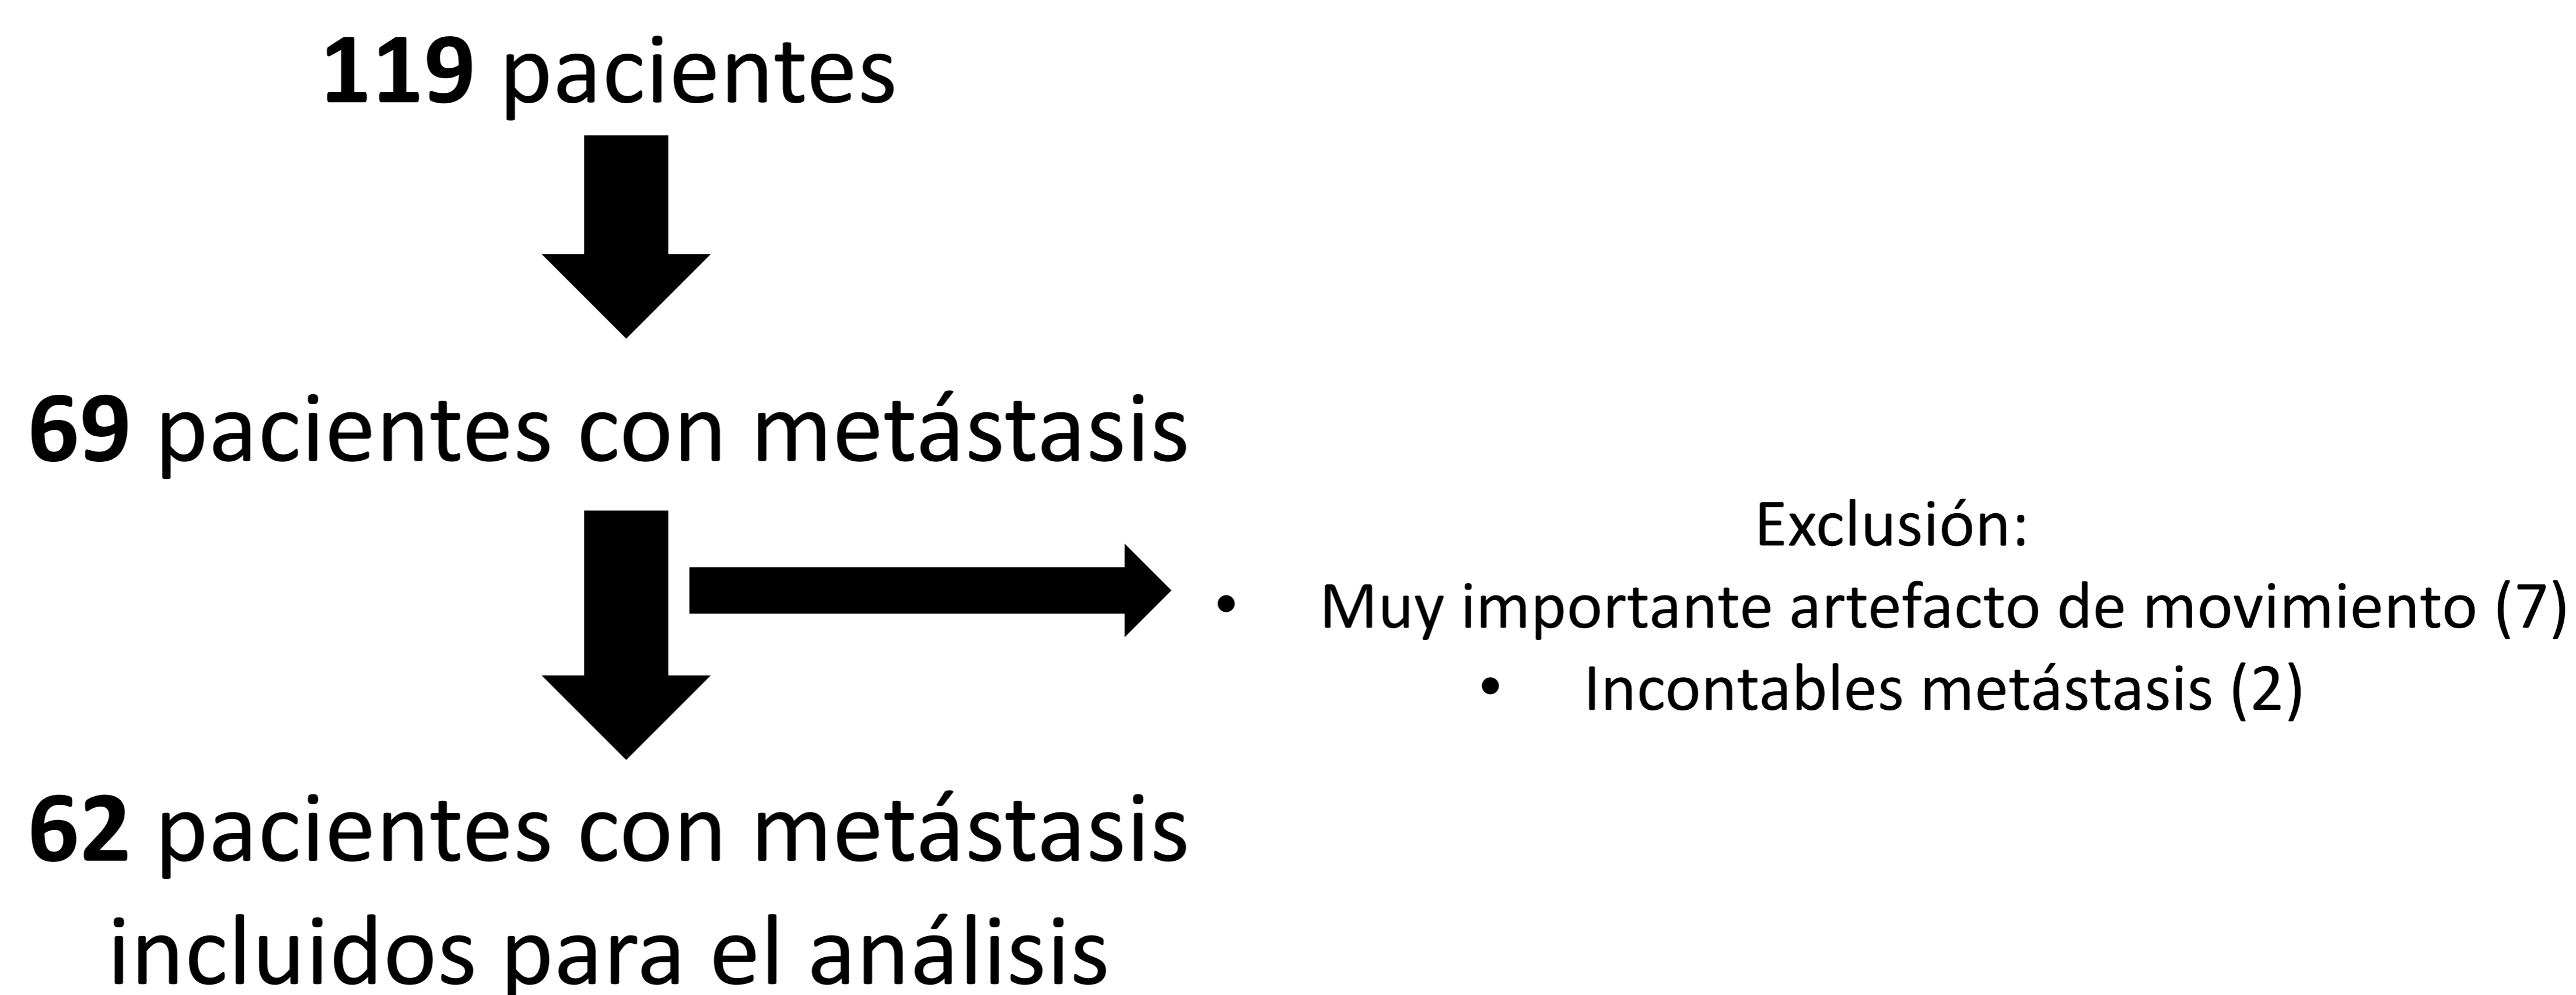 119 pacientes
69 pacientes con metástasis
Exclusión:
• Muy importante artefacto de movimiento (7)
• Incontables metástasis (2)
62 pacientes con metástasis
incluidos para el análisis